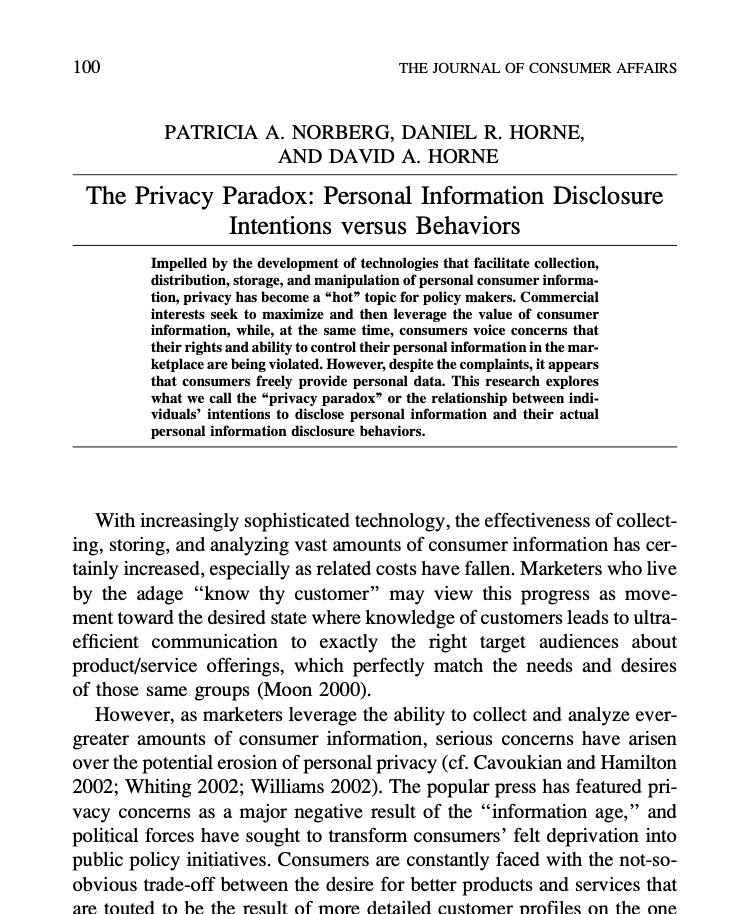 100
THE JOURNAL OF CONSUMER AFFAIRS
PATRICIA A. NORBERG, DANIEL R. HORNE,
AND DAVID A. HORNE
The Privacy Paradox: Personal Information Disclosure
Intentions versus Behaviors
Impelled by the development of technologies that facilitate collection,
distribution, storage, and manipulation of personal consumer informa-
tion, privacy has become a “hot” topic for policy makers. Commercial
interests seek to maximize and then leverage the value of consumer
information, while, at the same time, consumers voice concerns that
their rights and ability to control their personal information in the mar-
ketplace are being violated. However, despite the complaints, it appears
that consumers freely provide personal data. This research explores
what we call the “privacy paradox” or the relationship between indi-
viduals’ intentions to disclose personal information and their actual
personal information disclosure behaviors.
With increasingly sophisticated technology, the effectiveness of collect-
ing, storing, and analyzing vast amounts of consumer information has cer-
tainly increased, especially as related costs have fallen. Marketers who live
by the adage “know thy customer” may view this progress as move-
ment toward the desired state where knowledge of customers leads to ultra-
efficient communication to exactly the right target audiences about
product/service offerings, which perfectly match the needs and desires
of those same groups (Moon 2000).
However, as marketers leverage the ability to collect and analyze ever-
greater amounts of consumer information, serious concerns have arisen
over the potential erosion of personal privacy (cf. Cavoukian and Hamilton
2002; Whiting 2002; Williams 2002). The popular press has featured pri-
vacy concerns as a major negative result of the “information age,” and
political forces have sought to transform consumers’ felt deprivation into
public policy initiatives. Consumers are constantly faced with the not-so-
obvious trade-off between the desire for better products and services that
are touted to be the result of more detailed customer profiles on the one